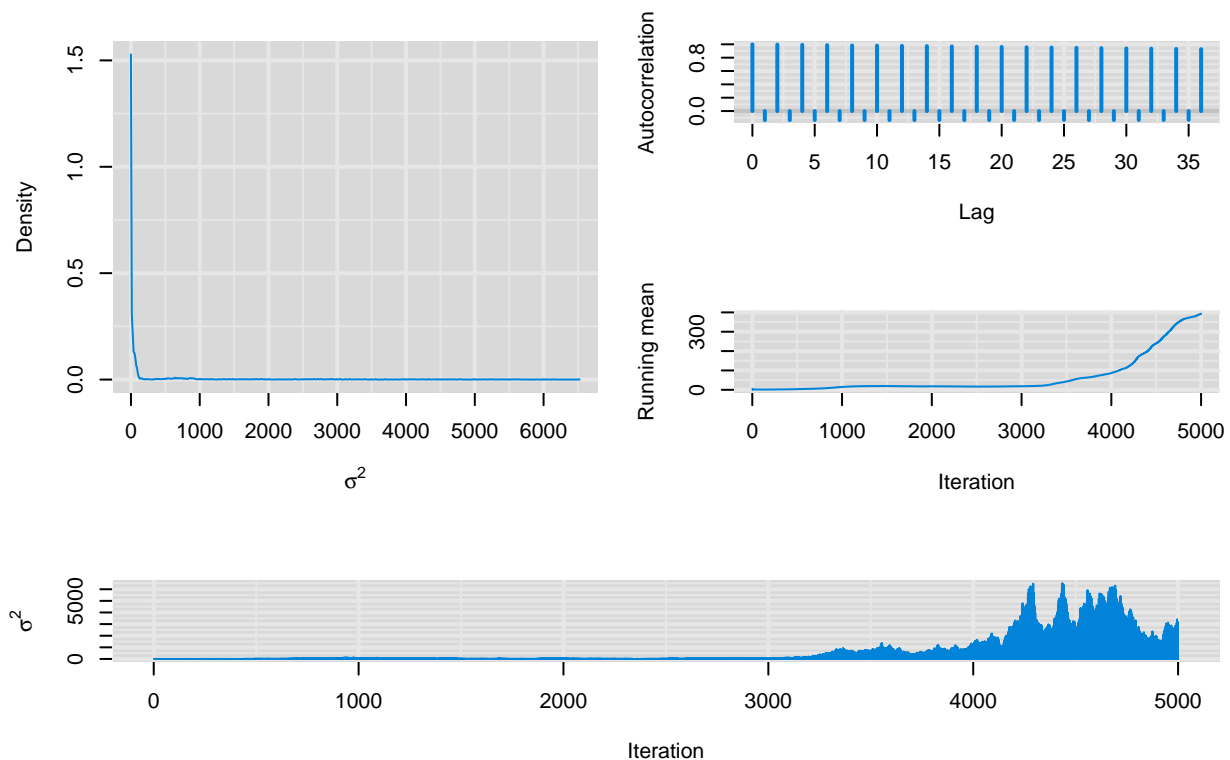 Density
0.0 0.5 1.0 1.5
0 1000 2000 3000 4000 5000 6000
σ²
Autocorrelation
0.0 0.8
0 5 10 15 20 25 30 35
Lag
Running mean
0 300
0 1000 2000 3000 4000 5000
Iteration
σ²
0 5000
0 1000 2000 3000 4000 5000
Iteration